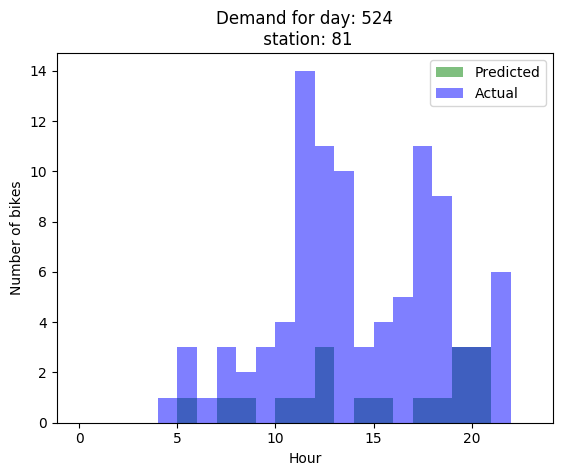 Demand for day: 524
station: 81
Predicted
Actual
Number of bikes
14
12
10
8
6
4
2
0
0 5 10 15 20
Hour